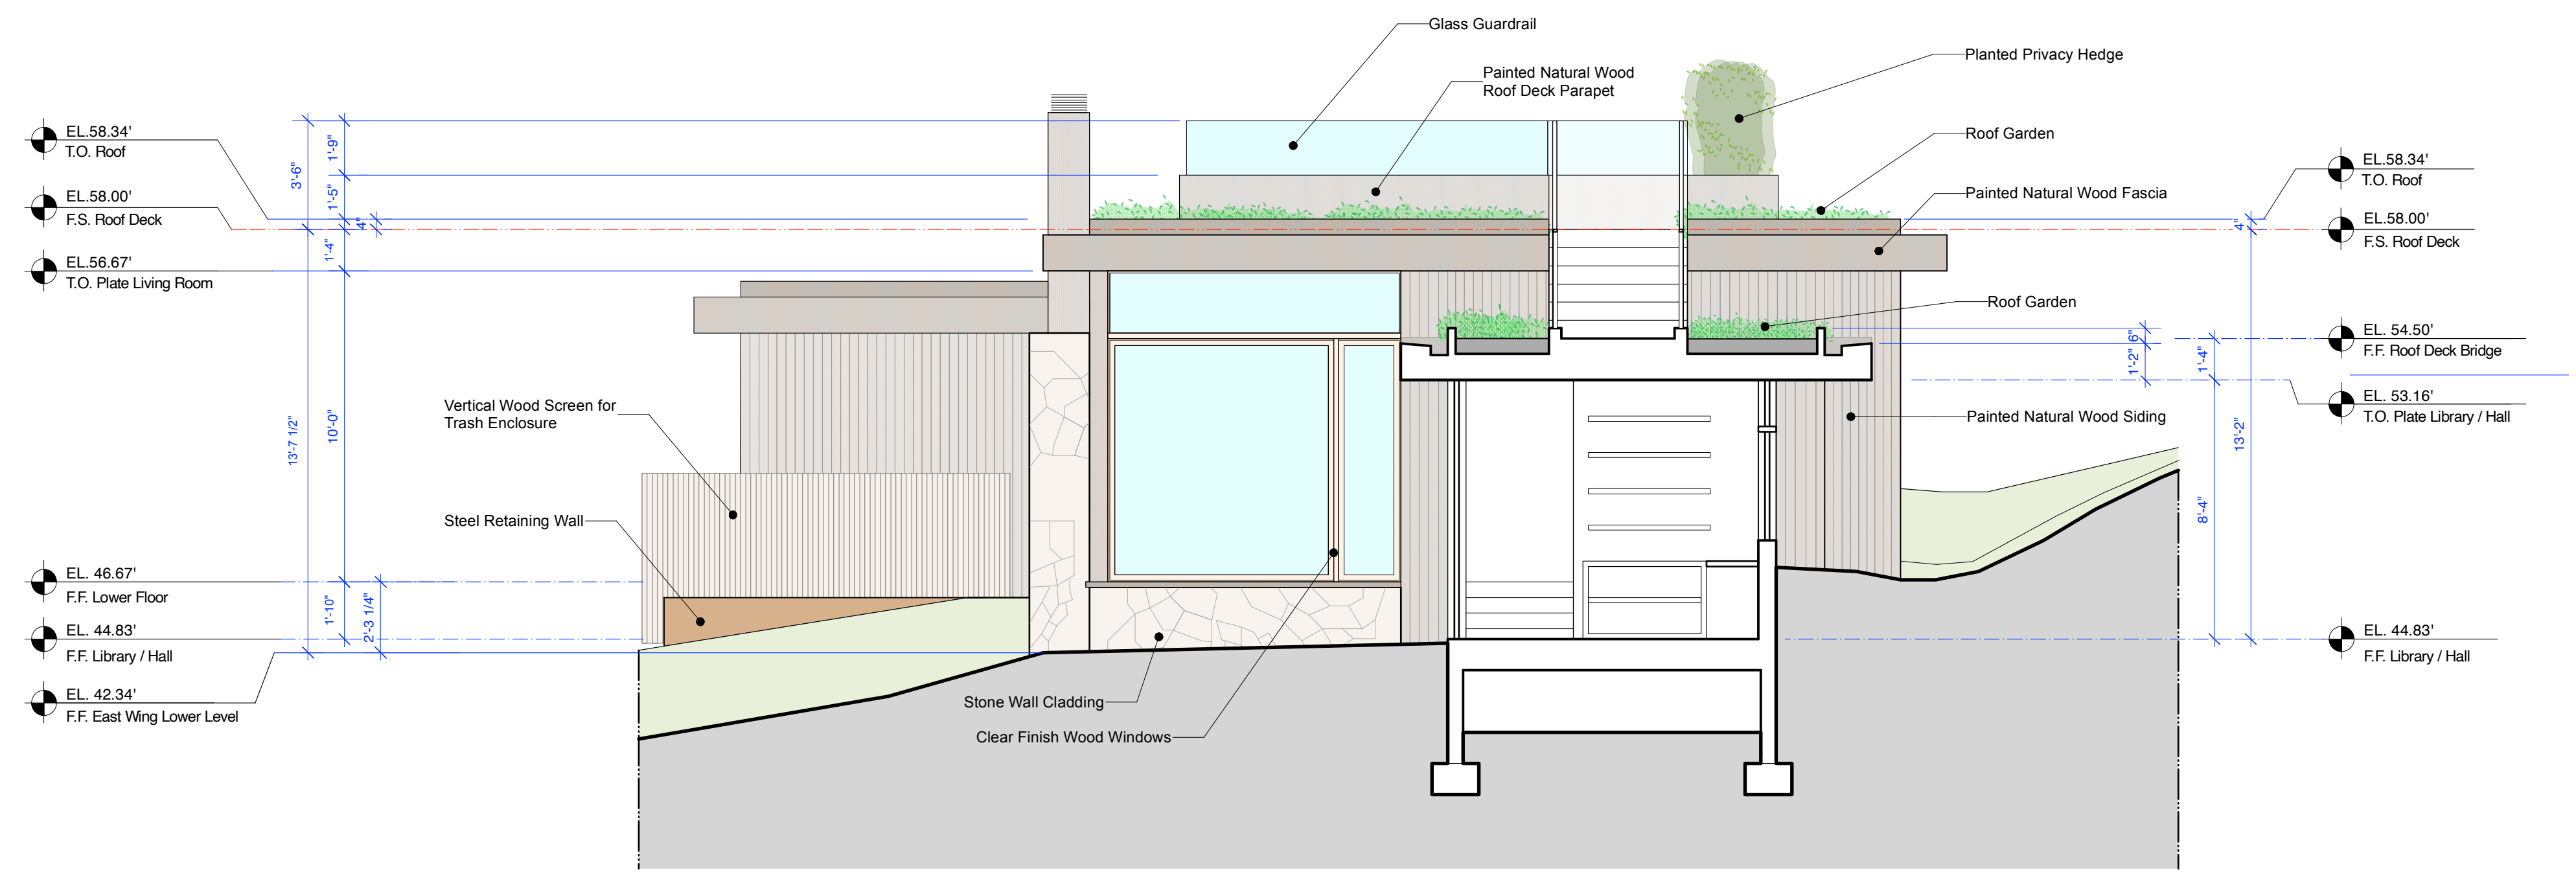 Glass Guardrail
Planted Privacy Hedge
Painted Natural Wood
Roof Deck Parapet
EL.58.34'
T.O. Roof
EL.58.00'
F.S. Roof Deck
EL.56.67'
T.O. Plate Living Room
3'-6"
1'-9"
1'-5"
4"
1'-4"
Roof Garden
Painted Natural Wood Fascia
EL.58.34'
T.O. Roof
EL.58.00'
F.S. Roof Deck
4"
Roof Garden
EL. 54.50'
F.F. Roof Deck Bridge
6"
1'-2"
1'-4"
EL. 53.16'
T.O. Plate Library / Hall
Painted Natural Wood Siding
13'-2"
8'-4"
Vertical Wood Screen for
Trash Enclosure
13'-7 1/2"
10'-0"
Steel Retaining Wall
EL. 46.67'
F.F. Lower Floor
1'-10"
2'-3 1/4"
EL. 44.83'
F.F. Library / Hall
EL. 42.34'
F.F. East Wing Lower Level
EL. 44.83'
F.F. Library / Hall
Stone Wall Cladding
Clear Finish Wood Windows